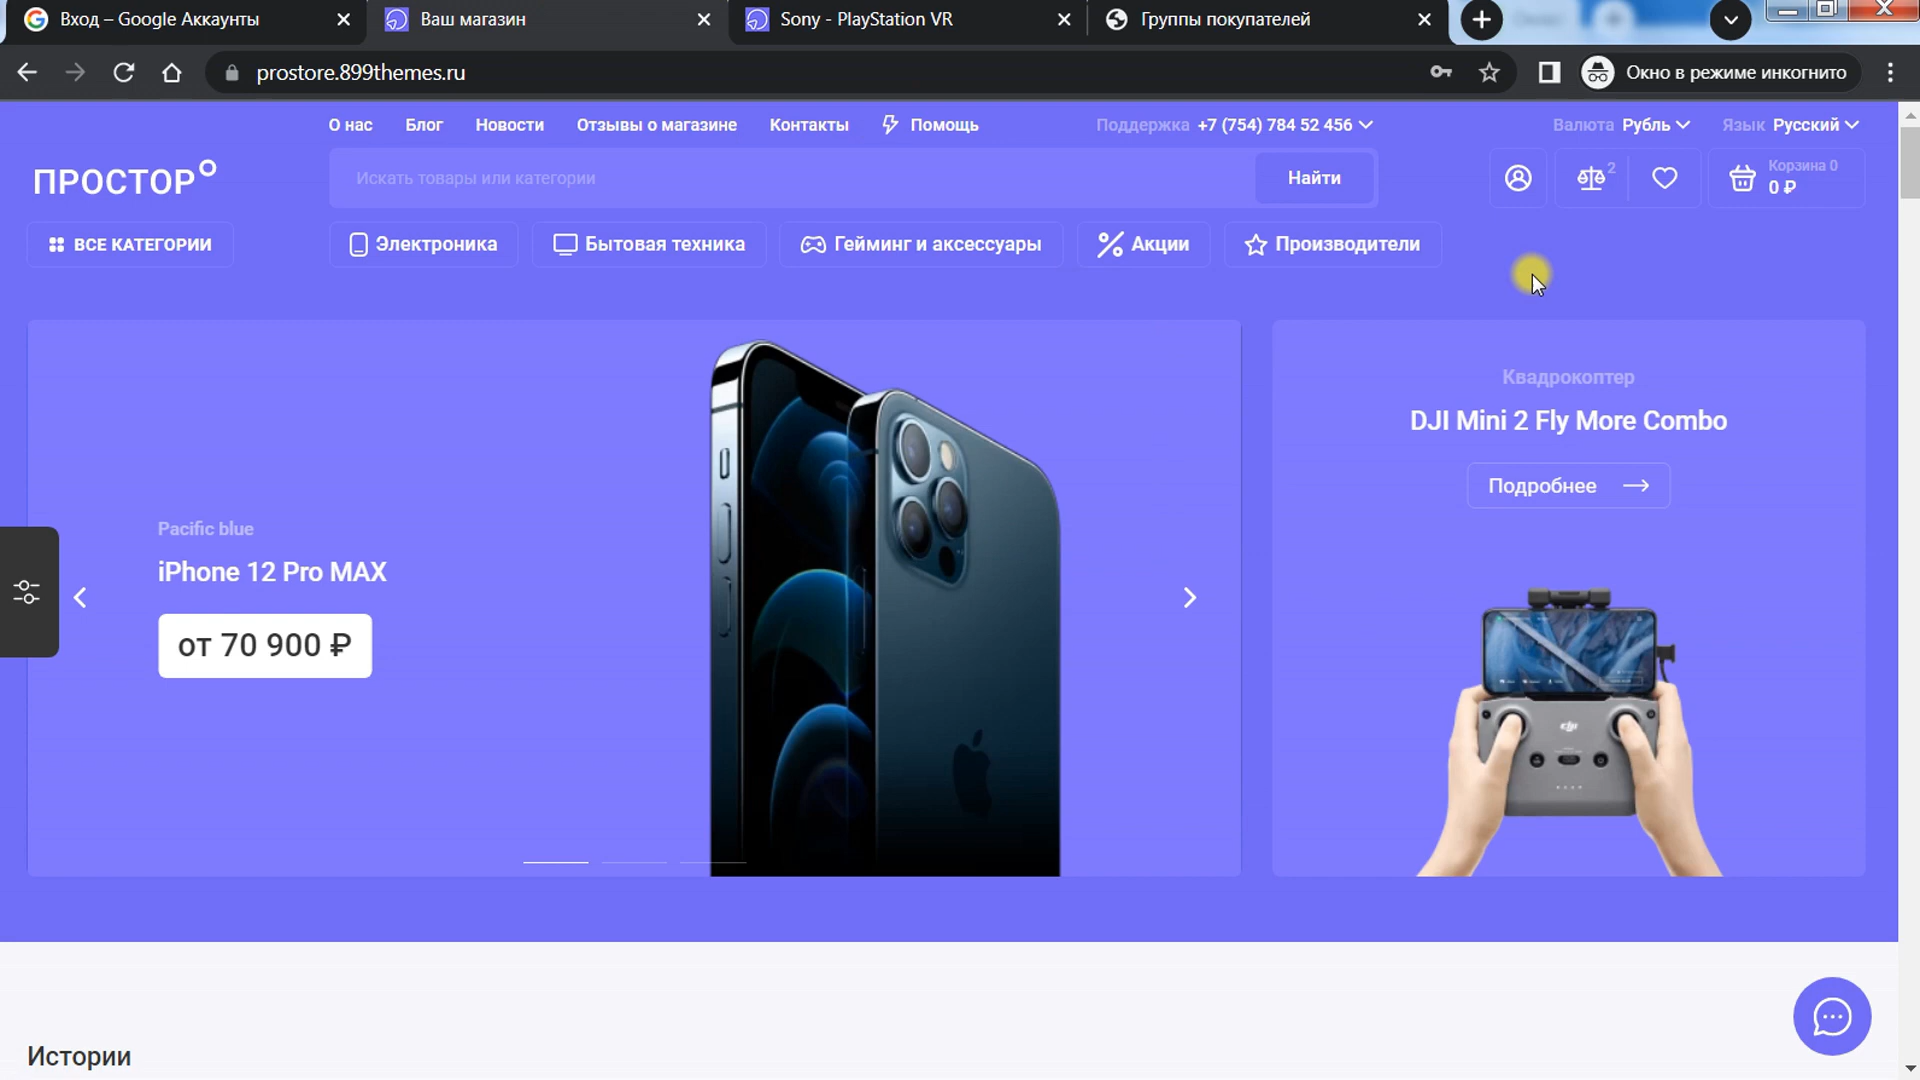 Вход – Google Аккаунты
Ваш магазин
Sony - PlayStation VR
Группы покупателей
prostore.899themes.ru
Окно в режиме инкогнито
О нас
Блог
Новости
Отзывы о магазине
Контакты
Помощь
Поддержка +7 (754) 784 52 456
Валюта Рубль
Язык Русский
ПРОСТОР
Искать товары или категории
Найти
2
Корзина 0
0 ₽
ВСЕ КАТЕГОРИИ
Электроника
Бытовая техника
Гейминг и аксессуары
Акции
Производители
Pacific blue
iPhone 12 Pro MAX
от 70 900 ₽
Квадрокоптер
DJI Mini 2 Fly More Combo
Подробнее
dji
Истории